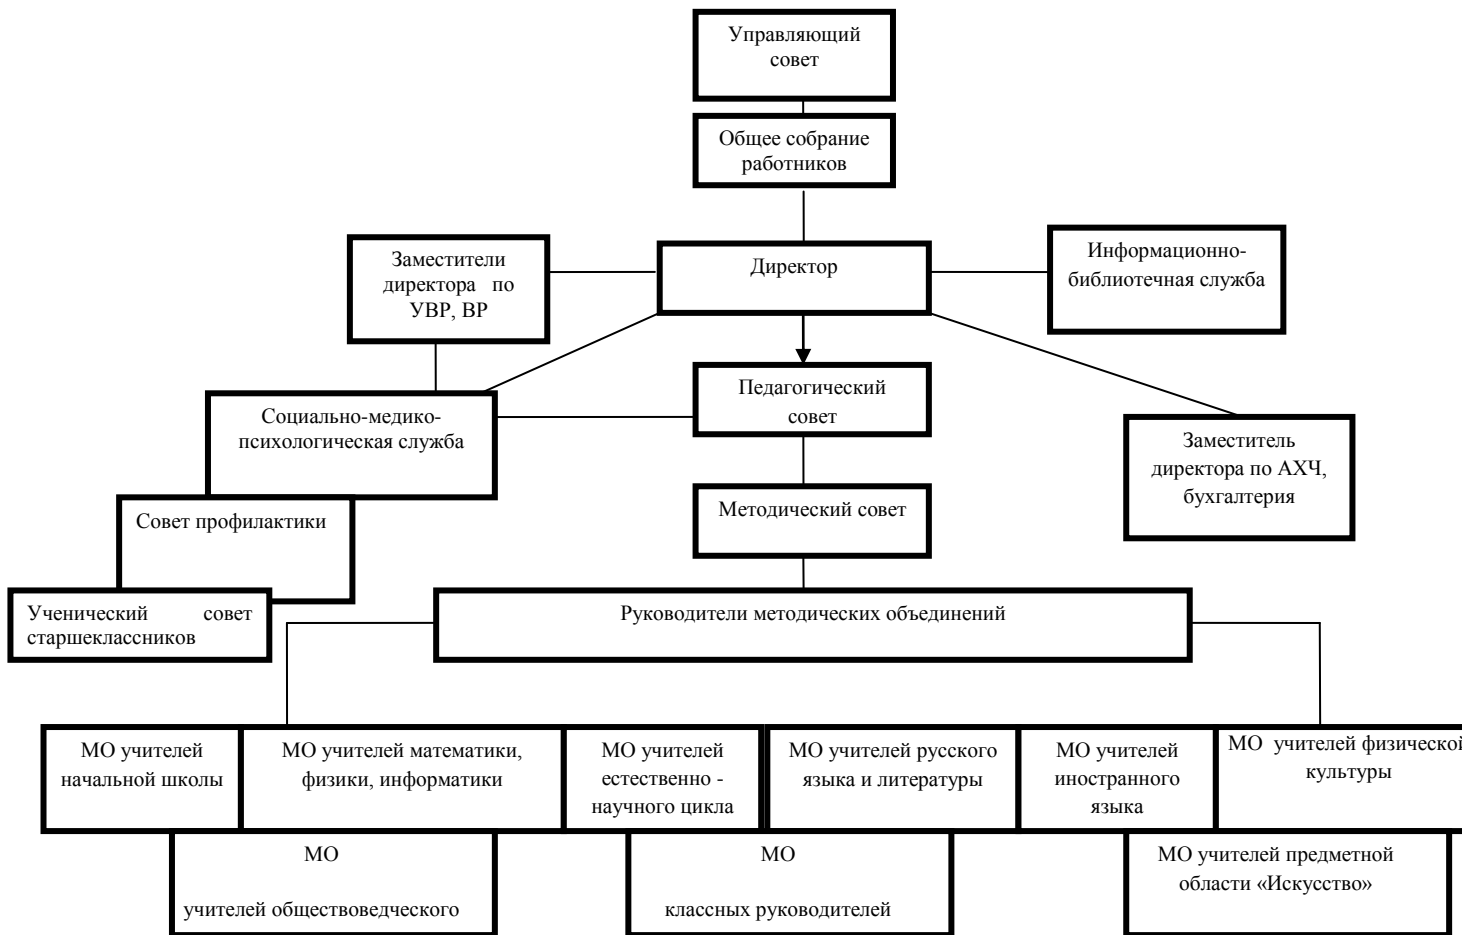 Управляющий
совет
Общее собрание
работников
Заместители
директора по
УВР, ВР
Директор
Информационно-
библиотечная служба
Социально-медико-
психологическая служба
Педагогический
совет
Заместитель
директора по АХЧ,
бухгалтерия
Совет профилактики
Методический совет
Ученический совет
старшеклассников
Руководители методических объединений
МО учителей
начальной школы
МО учителей математики,
физики, информатики
МО учителей
естественно -
научного цикла
МО учителей русского
языка и литературы
МО учителей
иностранного
языка
МО учителей физической
культуры
МО
учителей обществоведческого
МО
классных руководителей
МО учителей предметной
области «Искусство»